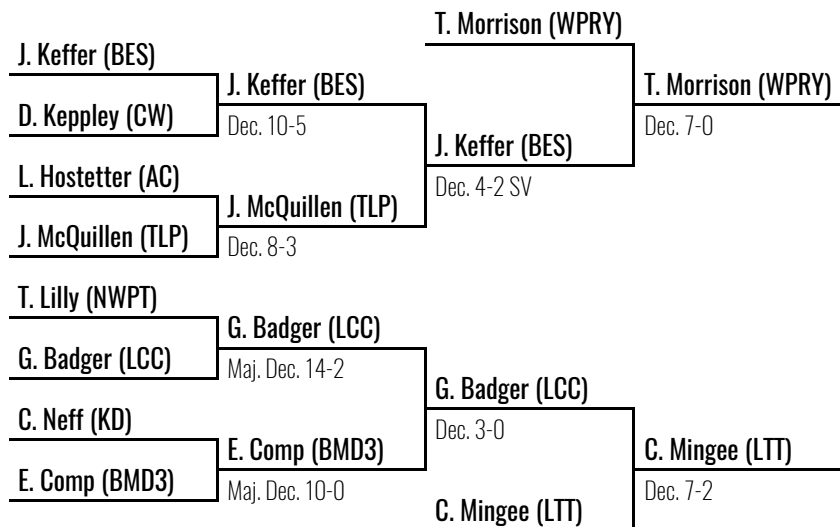 T. Morrison (WPRY)
J. Keffer (BES)
J. Keffer (BES)
T. Morrison (WPRY)
D. Keppley (CW)
Dec. 10-5
Dec. 7-0
J. Keffer (BES)
L. Hostetter (AC)
Dec. 4-2 SV
J. McQuillen (TLP)
J. McQuillen (TLP)
Dec. 8-3
T. Lilly (NWPT)
G. Badger (LCC)
G. Badger (LCC)
Maj. Dec. 14-2
G. Badger (LCC)
C. Neff (KD)
Dec. 3-0
E. Comp (BMD3)
C. Mingee (LTT)
E. Comp (BMD3)
Maj. Dec. 10-0
Dec. 7-2
C. Mingee (LTT)